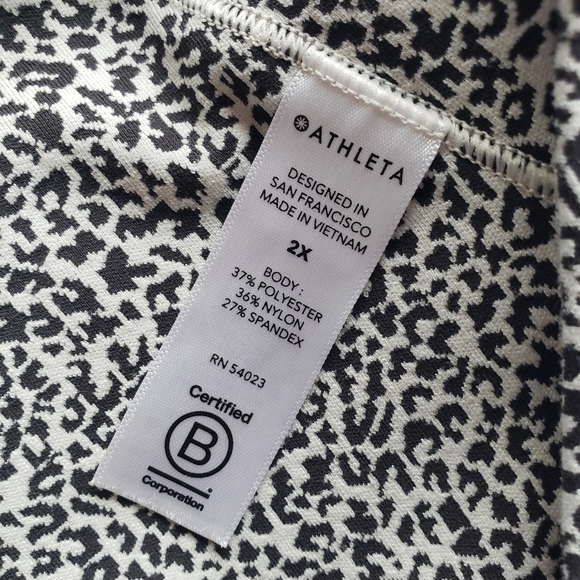 ATHLETA
DESIGNED IN
SAN FRANCISCO
MADE IN VIETNAM
2X
BODY :
37% POLYESTER
36% NYLON
27% SPANDEX
RN 54023
Certified
B
Corporation